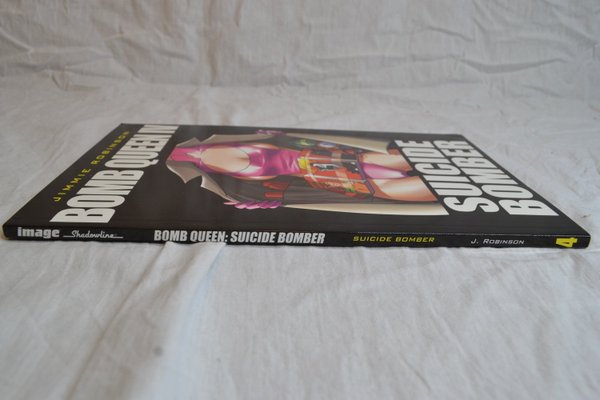 JIMMIE ROBINSON
BOMB QUEEN IV
SUICIDE
BOMBER
image Shadowline BOMB QUEEN: SUICIDE BOMBER SUICIDE BOMBER J. ROBINSON 4